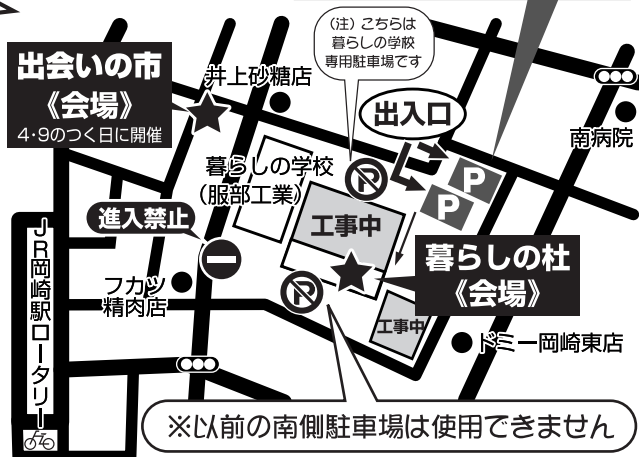 (注) こちらは
暮らしの学校
専用駐車場です
出会いの市
《会場》
4・9のつく日に開催
井上砂糖店
出入口
南病院
暮らしの学校
(服部工業)
P
P
P
工事中
進入禁止
暮らしの杜
《会場》
JR岡崎駅ロータリー
フカツ
精肉店
P
工事中
ドミー岡崎東店
※以前の南側駐車場は使用できません